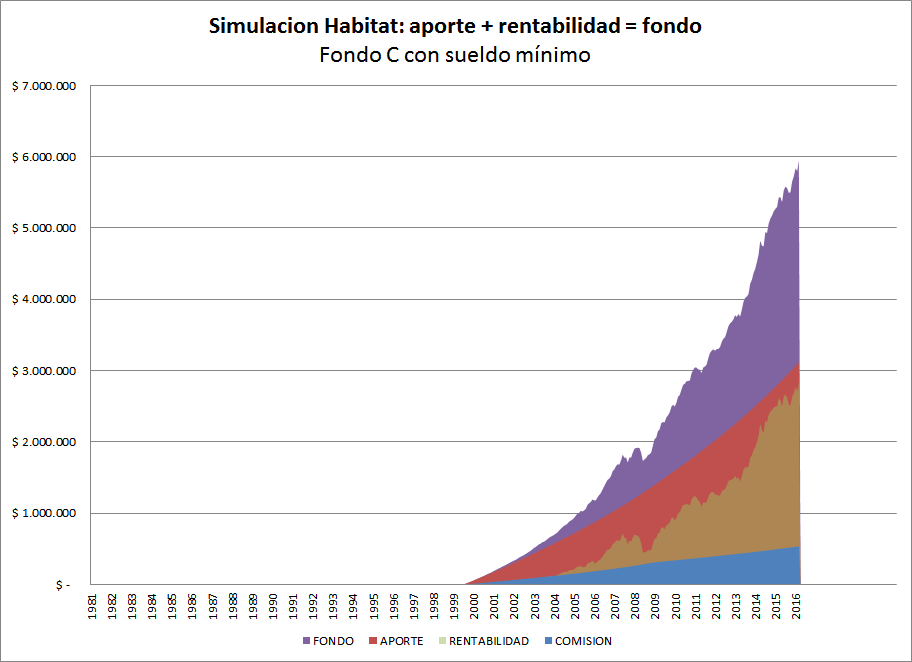 Simulacion Habitat: aporte + rentabilidad = fondo
Fondo C con sueldo mínimo
$ 7.000.000
$ 6.000.000
$ 5.000.000
$ 4.000.000
$ 3.000.000
$ 2.000.000
$ 1.000.000
$ -
1981 1982 1983 1984 1985 1986 1987 1988 1989 1990 1991 1992 1993 1994 1995 1996 1997 1998 1999 2000 2001 2002 2003 2004 2005 2006 2007 2008 2009 2010 2011 2012 2013 2014 2015 2016
FONDO APORTE RENTABILIDAD COMISION